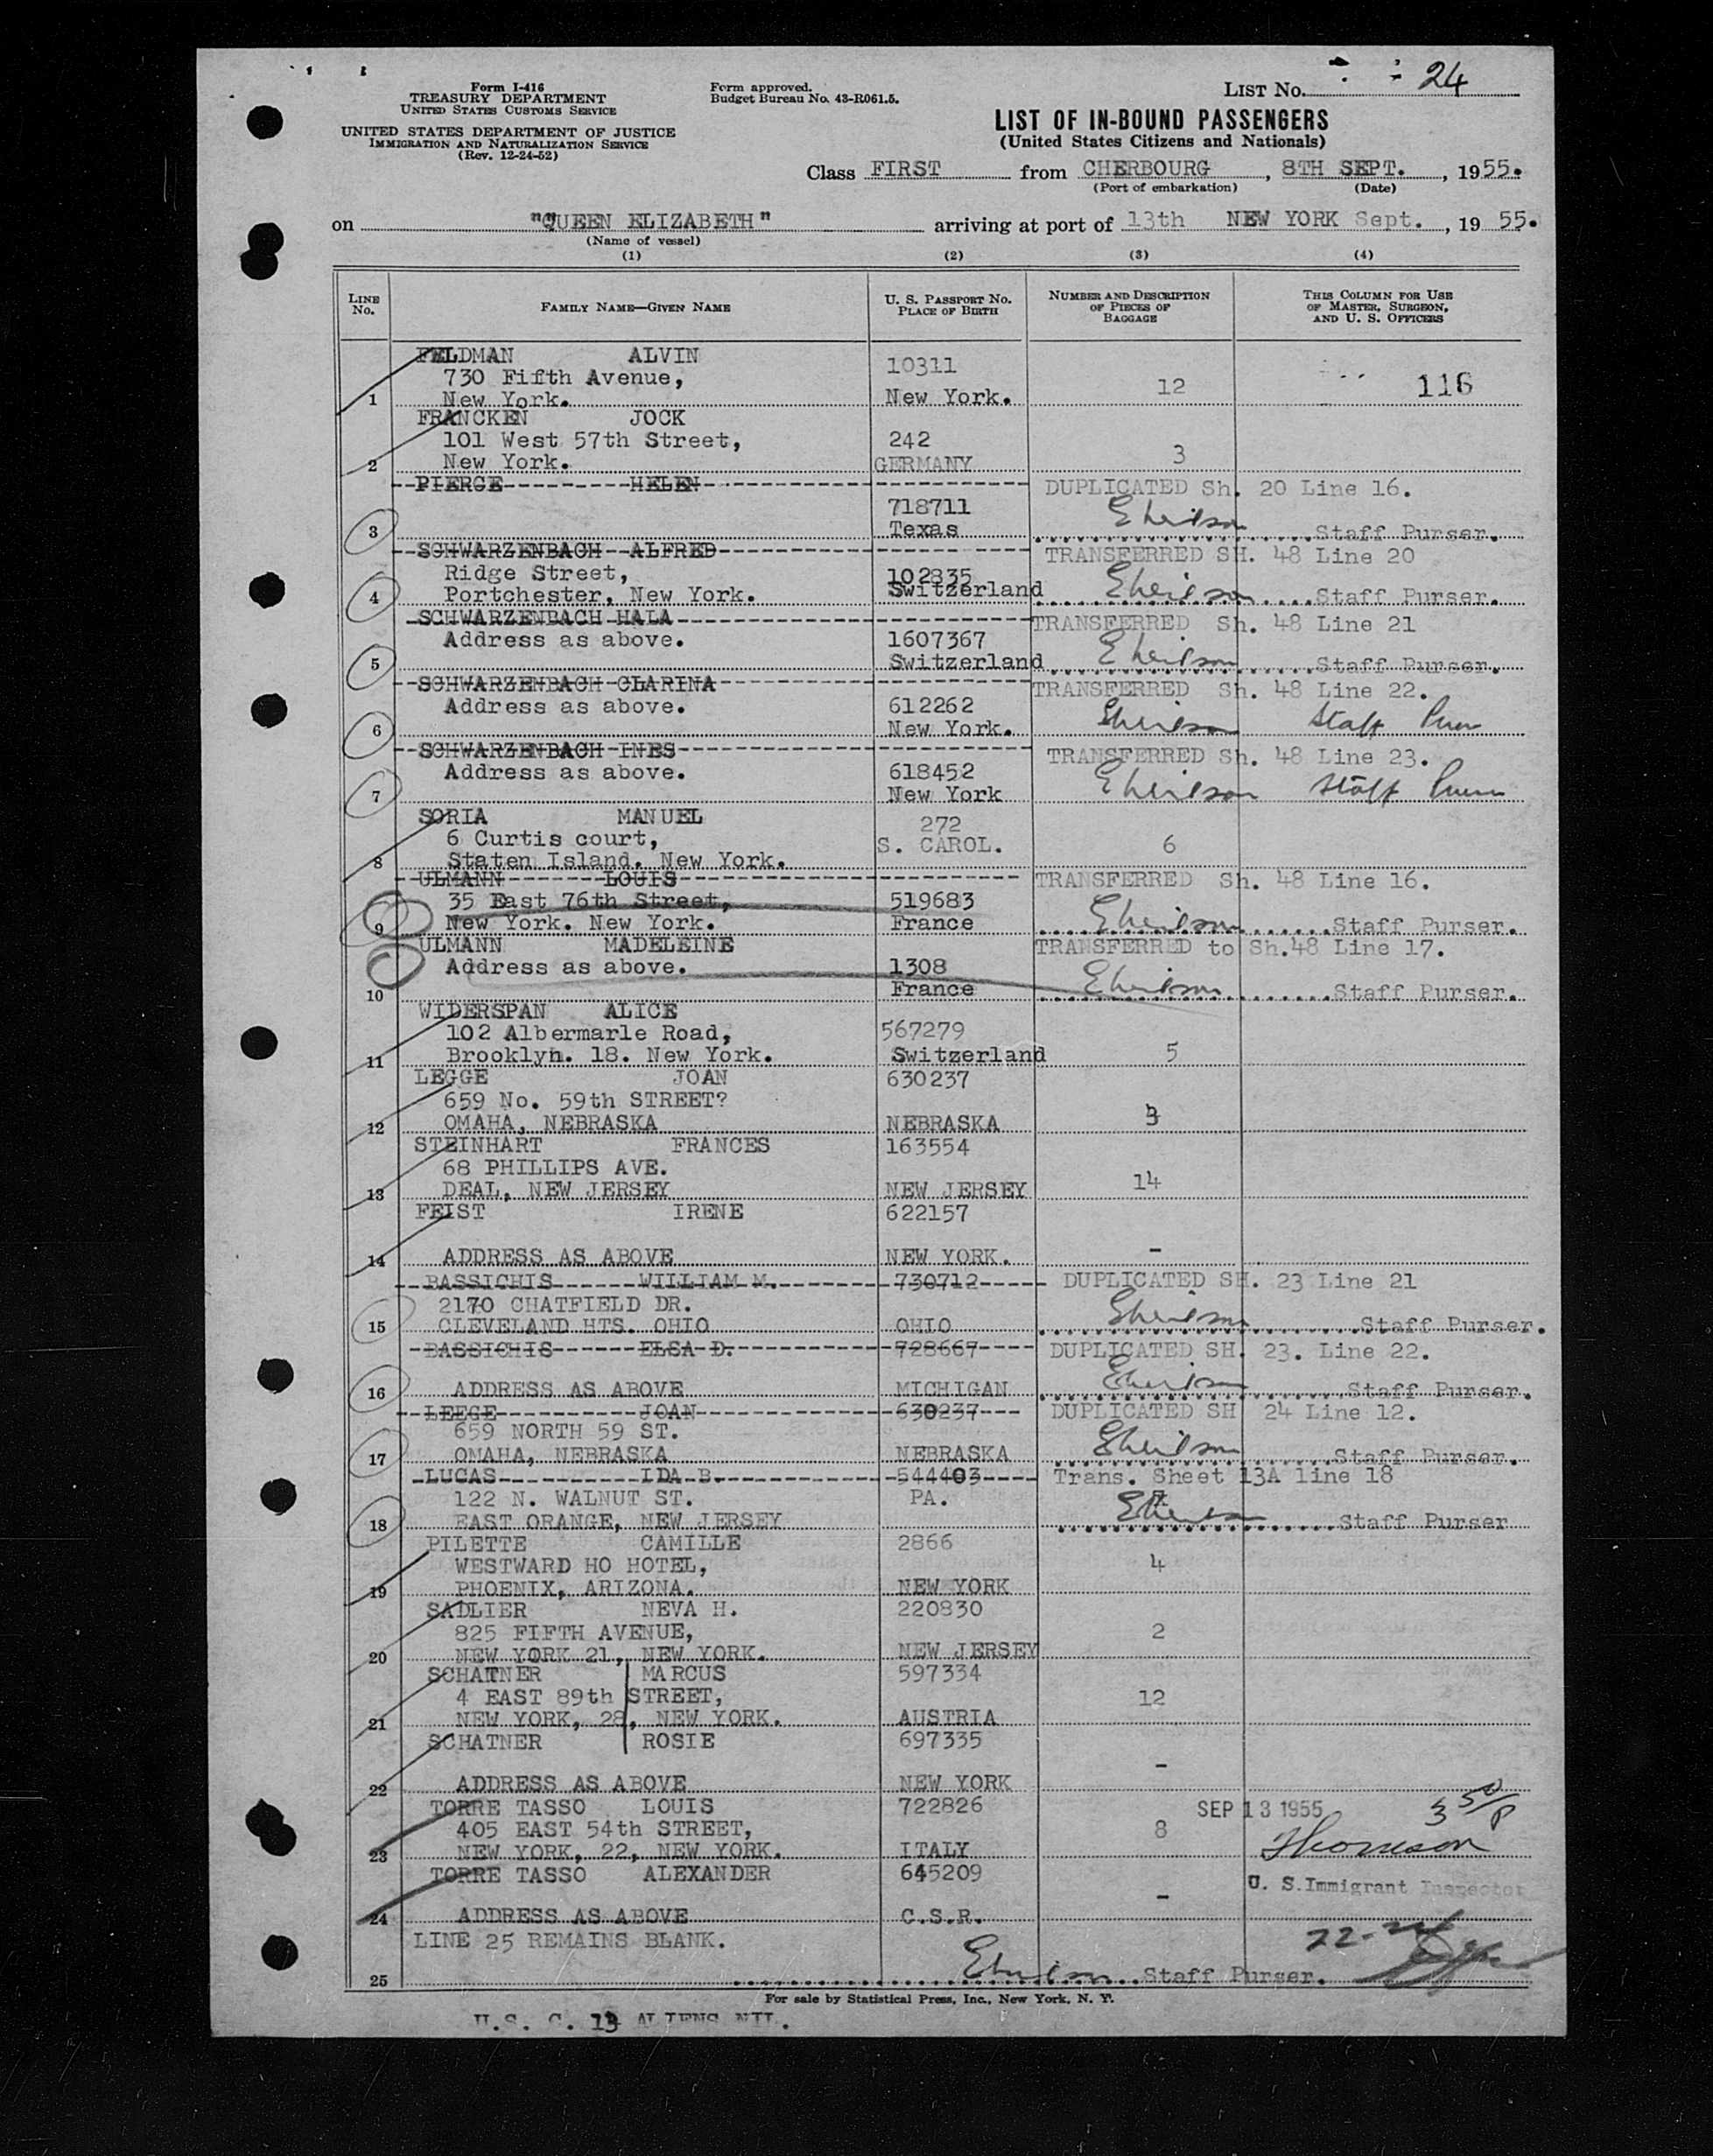 Form I-416
TREASURY DEPARTMENT
UNITED STATES CUSTOMS SERVICE
UNITED STATES DEPARTMENT OF JUSTICE
IMMIGRATION AND NATURALIZATION SERVICE
(Rev. 12-24-52)
Form approved.
Budget Bureau No. 43-R061.5.
LIST No. 24
LIST OF IN-BOUND PASSENGERS
(United States Citizens and Nationals)
Class FIRST from CHERBOURG, 8TH SEPT., 1955.
(Port of embarkation) (Date)
on "QUEEN ELIZABETH" arriving at port of 13th NEW YORK Sept., 19 55.
(Name of vessel)
(1) (2) (3) (4)
LINE No. FAMILY NAME—GIVEN NAME U. S. PASSPORT No. PLACE OF BIRTH NUMBER AND DESCRIPTION OF PIECES OF BAGGAGE THIS COLUMN FOR USE OF MASTER, SURGEON, AND U. S. OFFICERS
FELDMAN ALVIN
730 Fifth Avenue, 10311
1 New York. New York. 12 116
FRANCKEN JOCK
101 West 57th Street, 242
2 New York. GERMANY 3
PIERGE HELEN DUPLICATED Sh. 20 Line 16.
718711
3 Texas Staff Purser.
SCHWARZENBACH ALFRED TRANSFERRED SH. 48 Line 20
Ridge Street, 102835
4 Portchester, New York. Switzerland Staff Purser.
SCHWARZENBACH HALA TRANSFERRED Sh. 48 Line 21
Address as above. 1607367
5 Switzerland Staff Purser.
SCHWARZENBACH CLARINA TRANSFERRED Sh. 48 Line 22.
Address as above. 612262
6 New York. Staff
SCHWARZENBACH INES TRANSFERRED Sh. 48 Line 23.
Address as above. 618452
7 New York Staff
SORIA MANUEL 272
6 Curtis court, S. CAROL. 6
8 Staten Island, New York.
ULMANN LOUIS TRANSFERRED Sh. 48 Line 16.
35 East 76th Street, 519683
9 New York. New York. France Staff Purser.
ULMANN MADELEINE TRANSFERRED to Sh.48 Line 17.
Address as above. 1308
10 France Staff Purser.
WIDERSPAN ALICE
102 Albermarle Road, 567279
11 Brooklyn. 18. New York. Switzerland 5
LEGGE JOAN 630237
659 No. 59th STREET?
12 OMAHA, NEBRASKA NEBRASKA 3
STEINHART FRANCES 163554
68 PHILLIPS AVE. 14
13 DEAL, NEW JERSEY NEW JERSEY
FEIST IRENE 622157
14 ADDRESS AS ABOVE NEW YORK. -
BASSICHIS WILLIAM M. 730712 DUPLICATED SH. 23 Line 21
2170 CHATFIELD DR.
15 CLEVELAND HTS. OHIO OHIO Staff Purser.
BASSICHIS ELSA D. 728667 DUPLICATED SH. 23. Line 22.
16 ADDRESS AS ABOVE MICHIGAN Staff Purser.
LEEGE JOAN 630237 DUPLICATED SH 24 Line 12.
659 NORTH 59 ST.
17 OMAHA, NEBRASKA NEBRASKA Staff Purser.
LUCAS IDA B. 544403 Trans. Sheet 13A line 18
122 N. WALNUT ST. PA.
18 EAST ORANGE, NEW JERSEY Staff Purser
PILETTE CAMILLE 2866
WESTWARD HO HOTEL, 4
19 PHOENIX, ARIZONA. NEW YORK
SADLIER NEVA H. 220830
825 FIFTH AVENUE, 2
20 NEW YORK 21, NEW YORK. NEW JERSEY
SCHATNER MARCUS 597334
4 EAST 89th STREET, 12
21 NEW YORK, 28, NEW YORK. AUSTRIA
SCHATNER ROSIE 697335
22 ADDRESS AS ABOVE NEW YORK -
TORRE TASSO LOUIS 722826 SEP 13 1955
405 EAST 54th STREET, 8
23 NEW YORK, 22, NEW YORK. ITALY
TORRE TASSO ALEXANDER 645209 U. S. Immigrant Inspector
24 ADDRESS AS ABOVE C.S.R. -
LINE 25 REMAINS BLANK.
25 Staff Purser.
For sale by Statistical Press, Inc., New York, N. Y.
U.S. C. 13 ALIENS NIL.